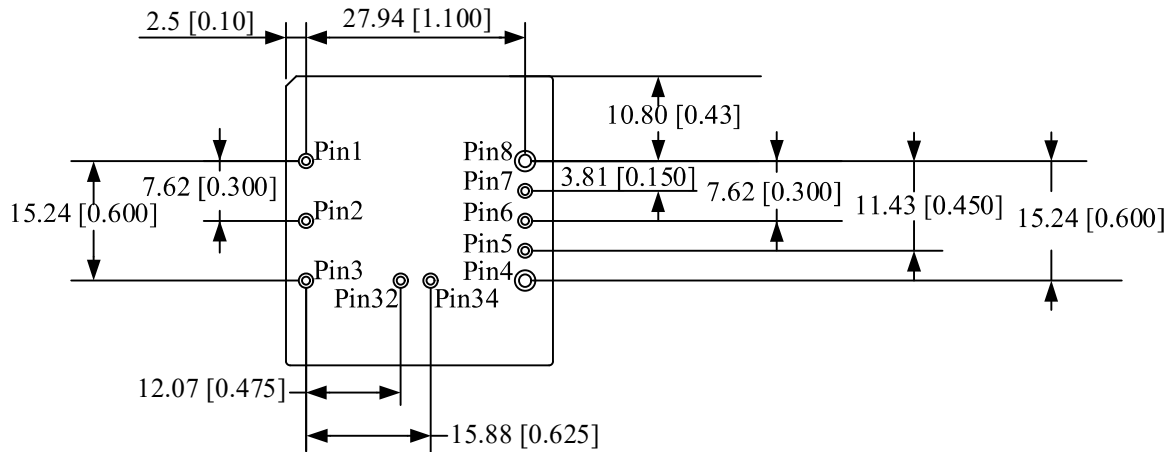 2.5 [0.10]
27.94 [1.100]
10.80 [0.43]
Pin1
Pin8
Pin7
3.81 [0.150]
7.62 [0.300]
7.62 [0.300]
15.24 [0.600]
Pin2
Pin6
11.43 [0.450]
15.24 [0.600]
Pin5
Pin3
Pin4
Pin32
Pin34
12.07 [0.475]
15.88 [0.625]